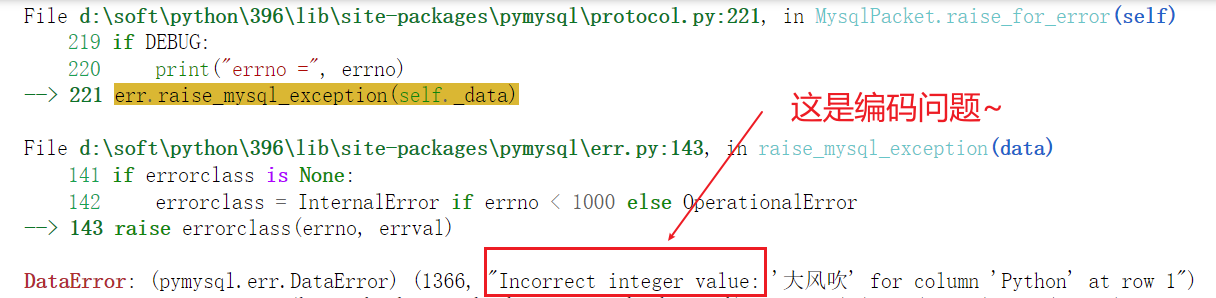 File d:\soft\python\396\lib\site-packages\pymysql\protocol.py:221, in MysqlPacket.raise_for_error(self)
219 if DEBUG:
220     print("errno =", errno)
--> 221 err.raise_mysql_exception(self._data)
这是编码问题~
File d:\soft\python\396\lib\site-packages\pymysql\err.py:143, in raise_mysql_exception(data)
141 if errorclass is None:
142     errorclass = InternalError if errno < 1000 else OperationalError
--> 143 raise errorclass(errno, errval)
DataError: (pymysql.err.DataError) (1366, "Incorrect integer value: '大风吹' for column 'Python' at row 1")